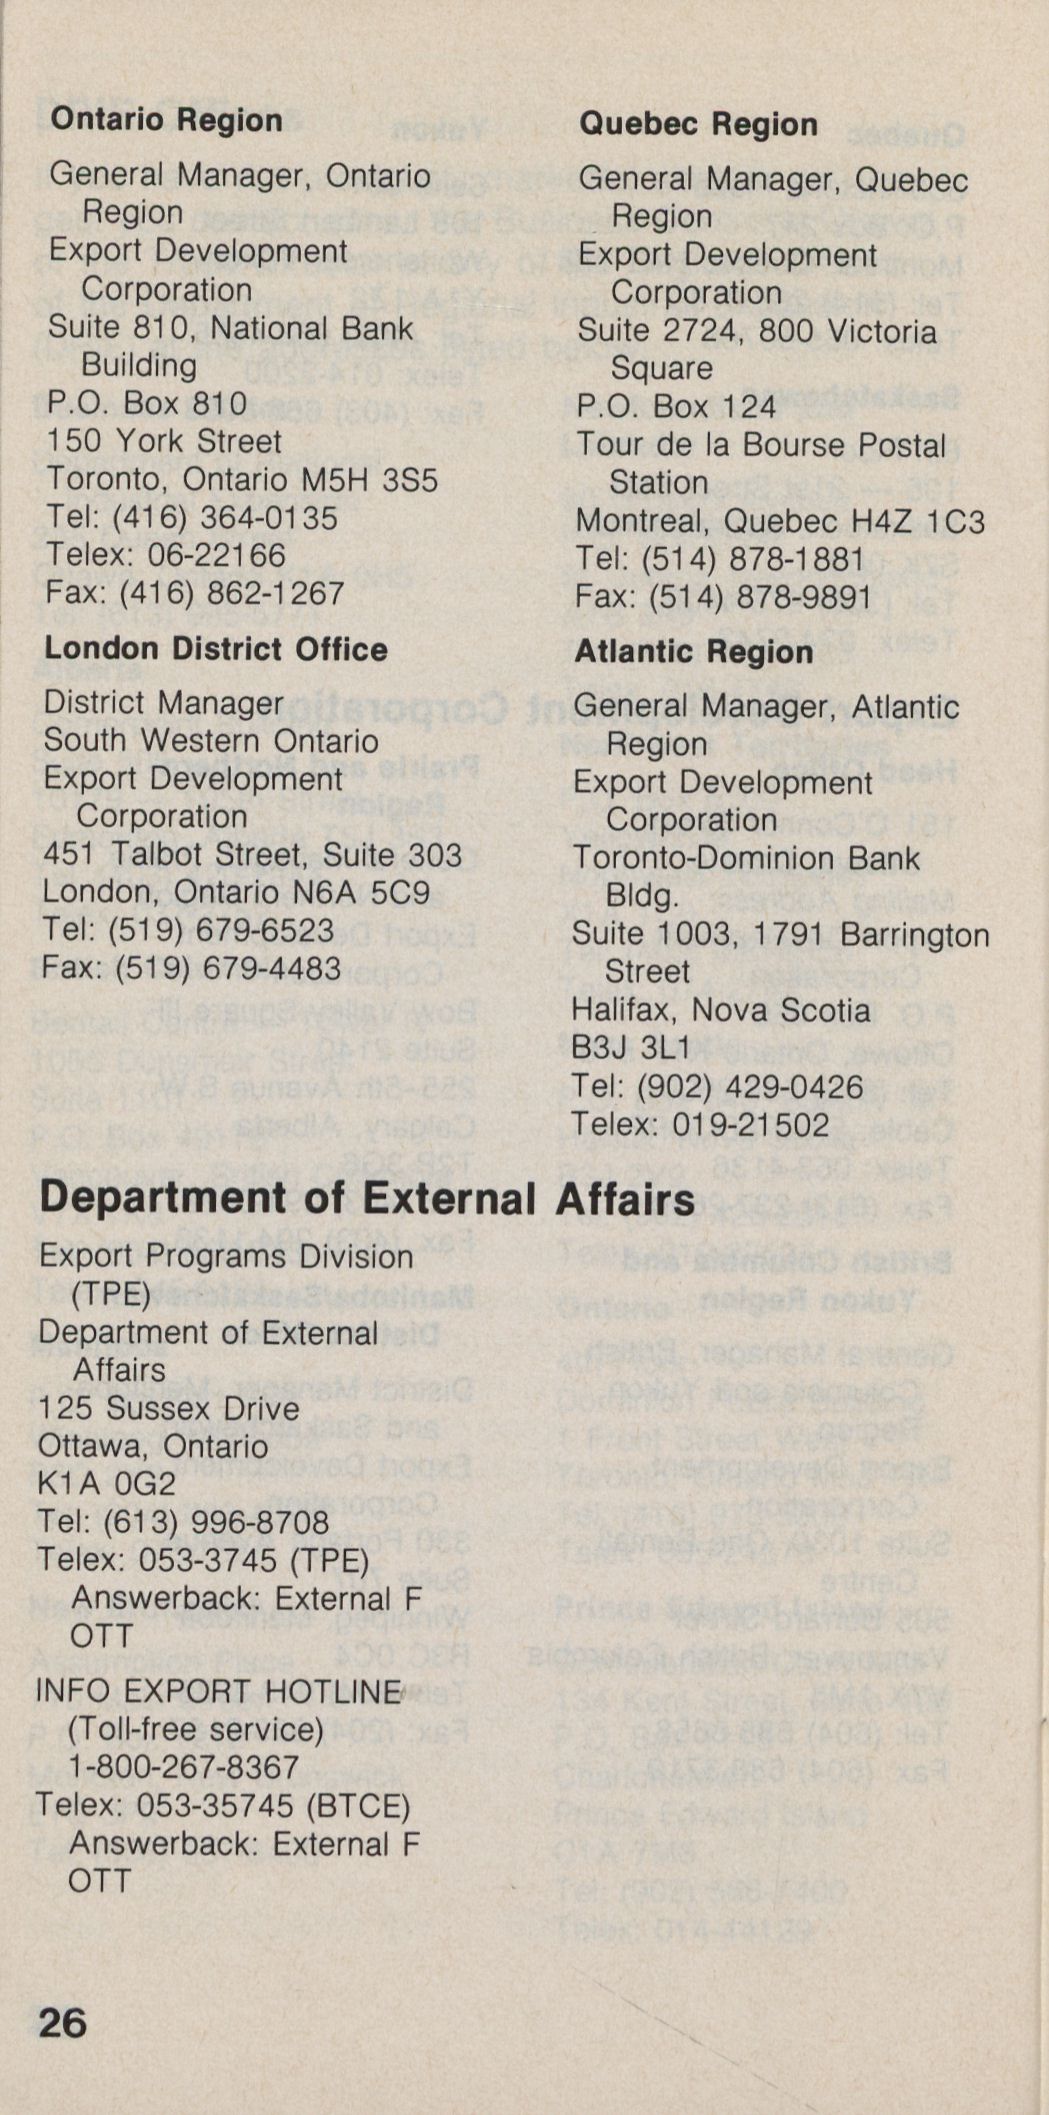 Ontario Region
General Manager, Ontario
Region
Export Development
Corporation
Suite 810, National Bank
Building
P.O. Box 810
150 York Street
Toronto, Ontario M5H 3S5
Tel: (416) 364-0135
Telex: 06-22166
Fax: (416) 862-1267
London District Office
District Manager
South Western Ontario
Export Development
Corporation
451 Talbot Street, Suite 303
London, Ontario N6A 5C9
Tel: (519) 679-6523
Fax: (519) 679-4483
Quebec Region
General Manager, Quebec
Region
Export Development
Corporation
Suite 2724, 800 Victoria
Square
P.O. Box 124
Tour de la Bourse Postal
Station
Montreal, Quebec H4Z 1C3
Tel: (514) 878-1881
Fax: (514) 878-9891
Atlantic Region
General Manager, Atlantic
Region
Export Development
Corporation
Toronto-Dominion Bank
Bldg.
Suite 1003, 1791 Barrington
Street
Halifax, Nova Scotia
B3J 3L1
Tel: (902) 429-0426
Telex: 019-21502
Department of External Affairs
Export Programs Division
(TPE)
Department of External
Affairs
125 Sussex Drive
Ottawa, Ontario
K1A 0G2
Tel: (613) 996-8708
Telex: 053-3745 (TPE)
Answerback: External F
OTT
INFO EXPORT HOTLINE
(Toll-free service)
1-800-267-8367
Telex: 053-35745 (BTCE)
Answerback: External F
OTT
26